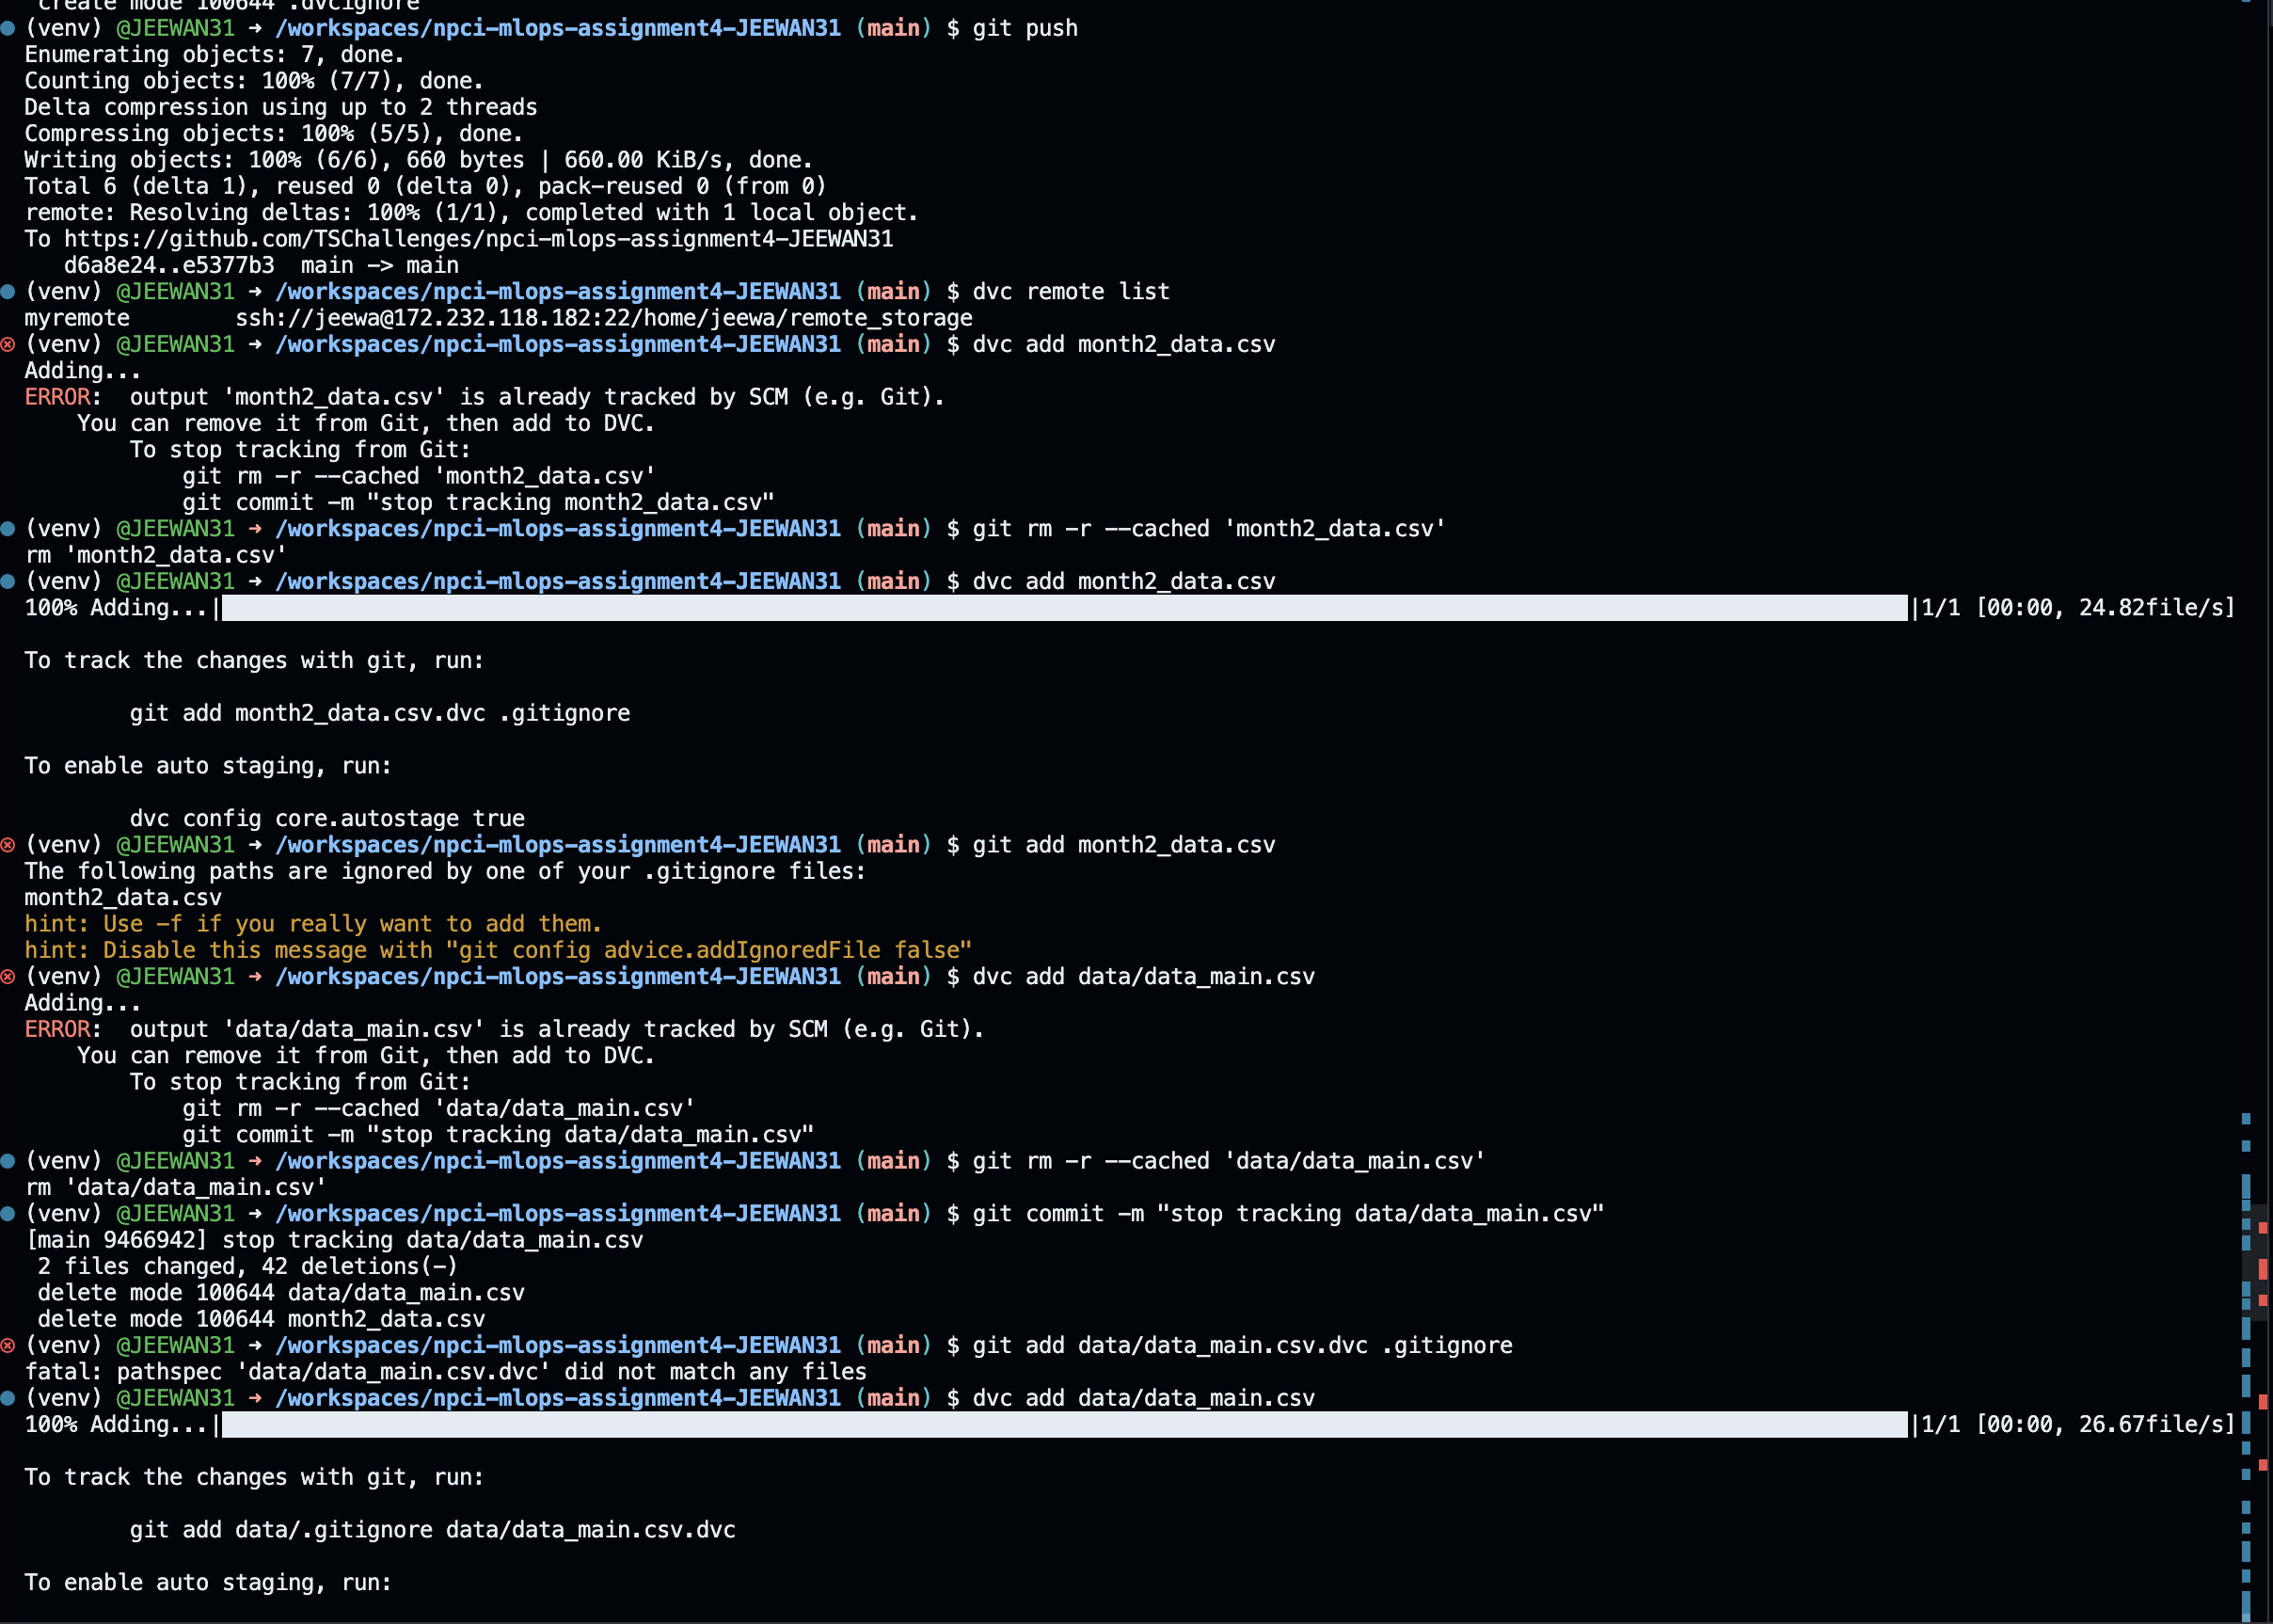 create mode 100644 .dvcignore
(venv) @JEEWAN31 → /workspaces/npci-mlops-assignment4-JEEWAN31 (main) $ git push
Enumerating objects: 7, done.
Counting objects: 100% (7/7), done.
Delta compression using up to 2 threads
Compressing objects: 100% (5/5), done.
Writing objects: 100% (6/6), 660 bytes | 660.00 KiB/s, done.
Total 6 (delta 1), reused 0 (delta 0), pack-reused 0 (from 0)
remote: Resolving deltas: 100% (1/1), completed with 1 local object.
To https://github.com/TSChallenges/npci-mlops-assignment4-JEEWAN31
   d6a8e24..e5377b3  main -> main
(venv) @JEEWAN31 → /workspaces/npci-mlops-assignment4-JEEWAN31 (main) $ dvc remote list
myremote        ssh://jeewa@172.232.118.182:22/home/jeewa/remote_storage
(venv) @JEEWAN31 → /workspaces/npci-mlops-assignment4-JEEWAN31 (main) $ dvc add month2_data.csv
Adding...
ERROR:  output 'month2_data.csv' is already tracked by SCM (e.g. Git).
    You can remove it from Git, then add to DVC.
        To stop tracking from Git:
            git rm -r --cached 'month2_data.csv'
            git commit -m "stop tracking month2_data.csv"
(venv) @JEEWAN31 → /workspaces/npci-mlops-assignment4-JEEWAN31 (main) $ git rm -r --cached 'month2_data.csv'
rm 'month2_data.csv'
(venv) @JEEWAN31 → /workspaces/npci-mlops-assignment4-JEEWAN31 (main) $ dvc add month2_data.csv
100% Adding...| |1/1 [00:00, 24.82file/s]
To track the changes with git, run:
        git add month2_data.csv.dvc .gitignore
To enable auto staging, run:
        dvc config core.autostage true
(venv) @JEEWAN31 → /workspaces/npci-mlops-assignment4-JEEWAN31 (main) $ git add month2_data.csv
The following paths are ignored by one of your .gitignore files:
month2_data.csv
hint: Use -f if you really want to add them.
hint: Disable this message with "git config advice.addIgnoredFile false"
(venv) @JEEWAN31 → /workspaces/npci-mlops-assignment4-JEEWAN31 (main) $ dvc add data/data_main.csv
Adding...
ERROR:  output 'data/data_main.csv' is already tracked by SCM (e.g. Git).
    You can remove it from Git, then add to DVC.
        To stop tracking from Git:
            git rm -r --cached 'data/data_main.csv'
            git commit -m "stop tracking data/data_main.csv"
(venv) @JEEWAN31 → /workspaces/npci-mlops-assignment4-JEEWAN31 (main) $ git rm -r --cached 'data/data_main.csv'
rm 'data/data_main.csv'
(venv) @JEEWAN31 → /workspaces/npci-mlops-assignment4-JEEWAN31 (main) $ git commit -m "stop tracking data/data_main.csv"
[main 9466942] stop tracking data/data_main.csv
 2 files changed, 42 deletions(-)
 delete mode 100644 data/data_main.csv
 delete mode 100644 month2_data.csv
(venv) @JEEWAN31 → /workspaces/npci-mlops-assignment4-JEEWAN31 (main) $ git add data/data_main.csv.dvc .gitignore
fatal: pathspec 'data/data_main.csv.dvc' did not match any files
(venv) @JEEWAN31 → /workspaces/npci-mlops-assignment4-JEEWAN31 (main) $ dvc add data/data_main.csv
100% Adding...| |1/1 [00:00, 26.67file/s]
To track the changes with git, run:
        git add data/.gitignore data/data_main.csv.dvc
To enable auto staging, run: